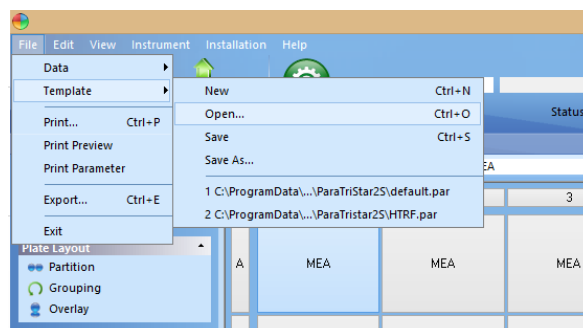 File Edit View Instrument Installation Help
Data
Template
Print... Ctrl+P
Print Preview
Print Parameter
Export... Ctrl+E
Exit
New Ctrl+N
Open... Ctrl+O
Save Ctrl+S
Save As...
1 C:\ProgramData\...\ParaTriStar2S\default.par
2 C:\ProgramData\...\ParaTristar2S\HTRF.par
Status
EA
3
Plate Layout
Partition
Grouping
Overlay
A MEA MEA MEA